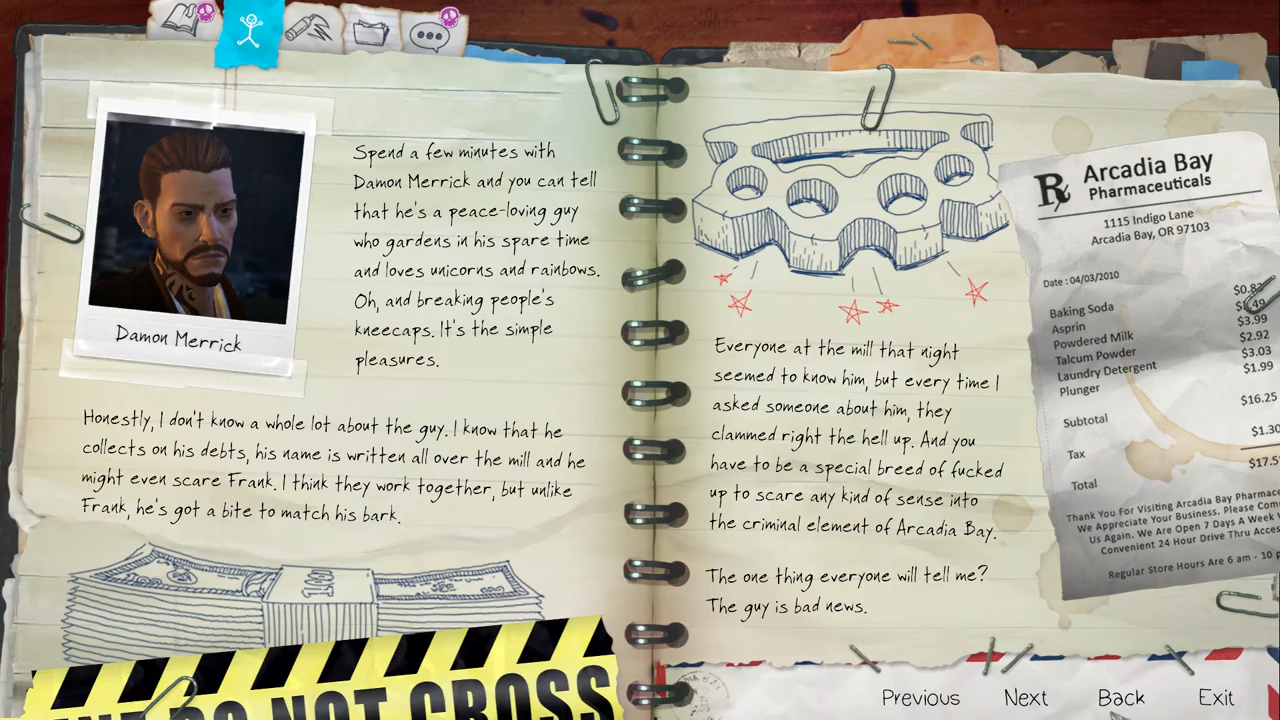 Spend a few minutes with
Damon Merrick and you can tell
that he's a peace-loving guy
who gardens in his spare time
and loves unicorns and rainbows.
Oh, and breaking people's
kneecaps. It's the simple
pleasures.
Damon Merrick
Honestly, I don't know a whole lot about the guy. I know that he
collects on his debts, his name is written all over the mill and he
might even scare Frank. I think they work together, but unlike
Frank, he's got a bite to match his bark.
100
DO NOT CROSS
Everyone at the mill that night
seemed to know him, but every time I
asked someone about him, they
clammed right the hell up. And you
have to be a special breed of fucked
up to scare any kind of sense into
the criminal element of Arcadia Bay.
The one thing everyone will tell me?
The guy is bad news.
Rx Arcadia Bay
Pharmaceuticals
1115 Indigo Lane
Arcadia Bay, OR 97103
Date : 04/03/2010
Baking Soda
Asprin
Powdered Milk $3.99
Talcum Powder $2.92
Laundry Detergent $3.03
Plunger $1.99
Subtotal $16.25
Tax $1.30
Total
Thank You For Visiting Arcadia Bay
We Appreciate Your Business. Please
Us Again. We Are Open 7 Days A Week
Convenient 24 Hour Drive Thru
Regular Store Hours Are 6 am - 10
Previous Next Back Exit